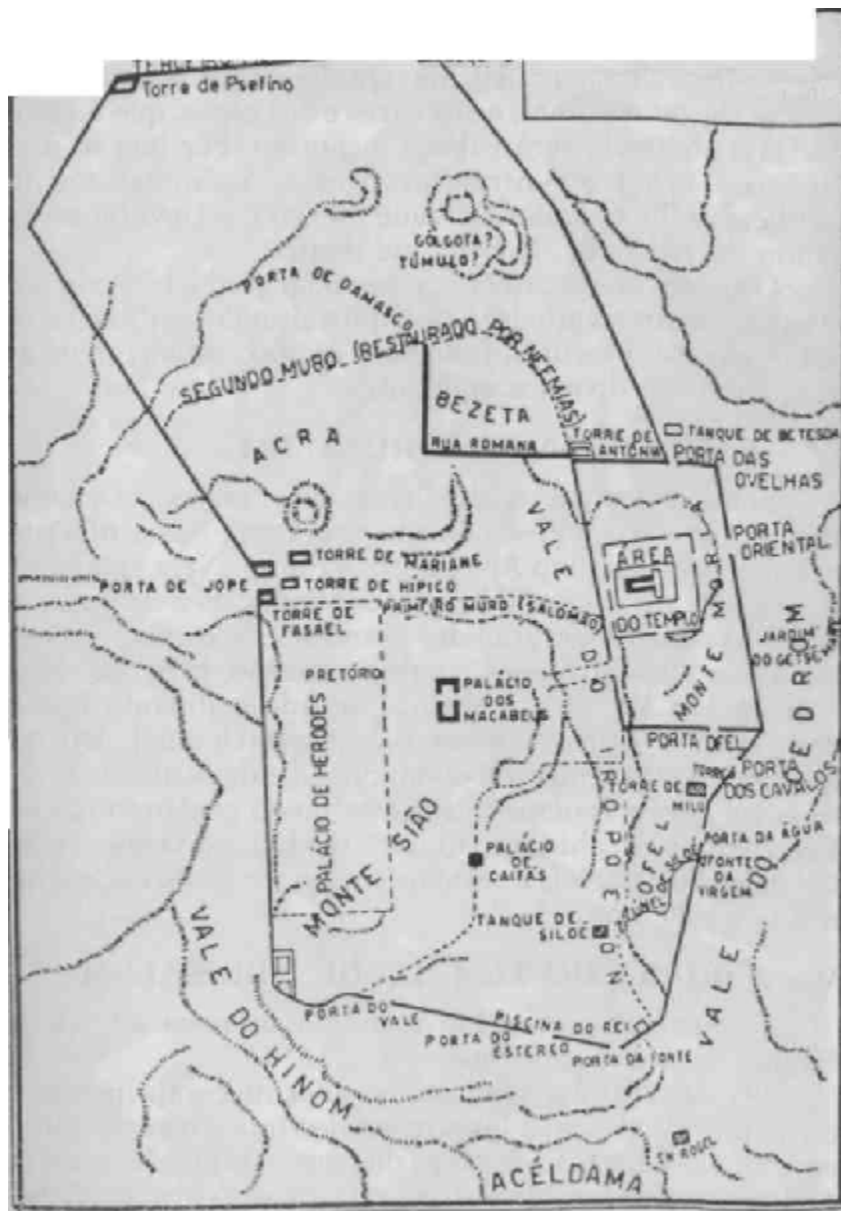 Torre de Psefino
GÓLGOTA?
TÚMULO?
PORTA DE DAMASCO
SEGUNDO MURO (RESTURADO POR NEEMIAS)
BEZETA
ACRA
RUA ROMANA
TORRE DE
ANTÔNIA
TANQUE DE BETESDA
PORTA DAS
OVELHAS
VALE DO TIROPOEON
PORTA
ORIENTAL
TORRE DE
MARIANE
ÁREA
DO TEMPLO
MONTE MORIÁ
PORTA DE JOPE
TORRE DE HÍPICO
TORRE DE
FASAEL
PRIMEIRO MURO (SALOMÃO)
JARDIM
DO GETSEMANI
PRETÓRIO
PALÁCIO
DOS
MACABEUS
PALÁCIO DE HERODES
PORTA OFEL
VALE DO CEDROM
PORTA
DOS CAVALOS
TORRE DE
MILO
OFEL
MONTE SIÃO
PALÁCIO
DE
CAIFÁS
PORTA DA ÁGUA
FONTE
DA
VIRGEM
TANQUE DE
SILOÉ
VALE DO HINOM
PORTA DO
VALE
PISCINA DO REI
PORTA DO
ESTERCO
PORTA DA FONTE
EN ROGEL
ACÉLDAMA